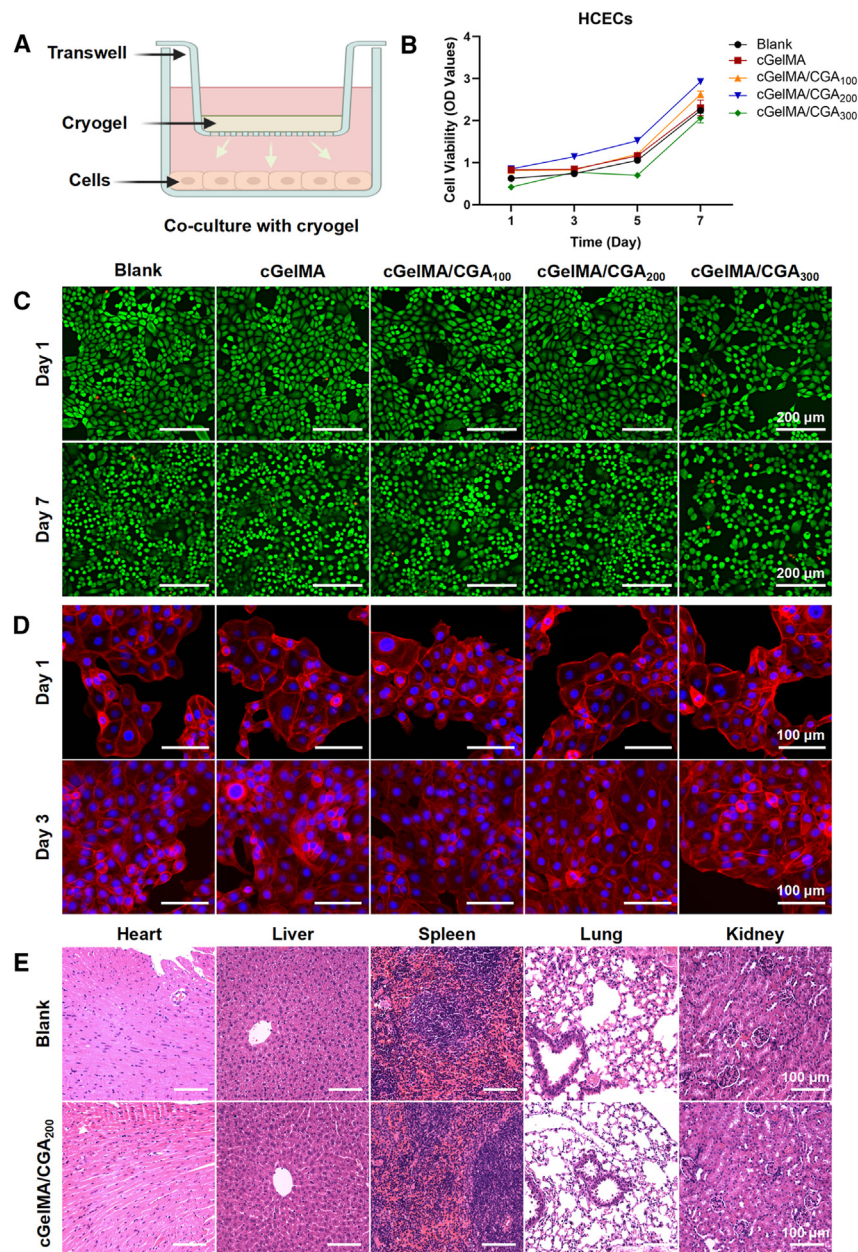 A
Transwell
Cryogel
Cells
Co-culture with cryogel
B
HCECs
Cell Viability (OD Values)
4
3
2
1
0
1 3 5 7
Time (Day)
Blank
cGelMA
cGelMA/CGA100
cGelMA/CGA200
cGelMA/CGA300
C
Blank cGelMA cGelMA/CGA100 cGelMA/CGA200 cGelMA/CGA300
Day 1
200 μm
Day 7
200 μm
D
Day 1
100 μm
Day 3
100 μm
E
Heart Liver Spleen Lung Kidney
Blank
100 μm
cGelMA/CGA200
100 μm